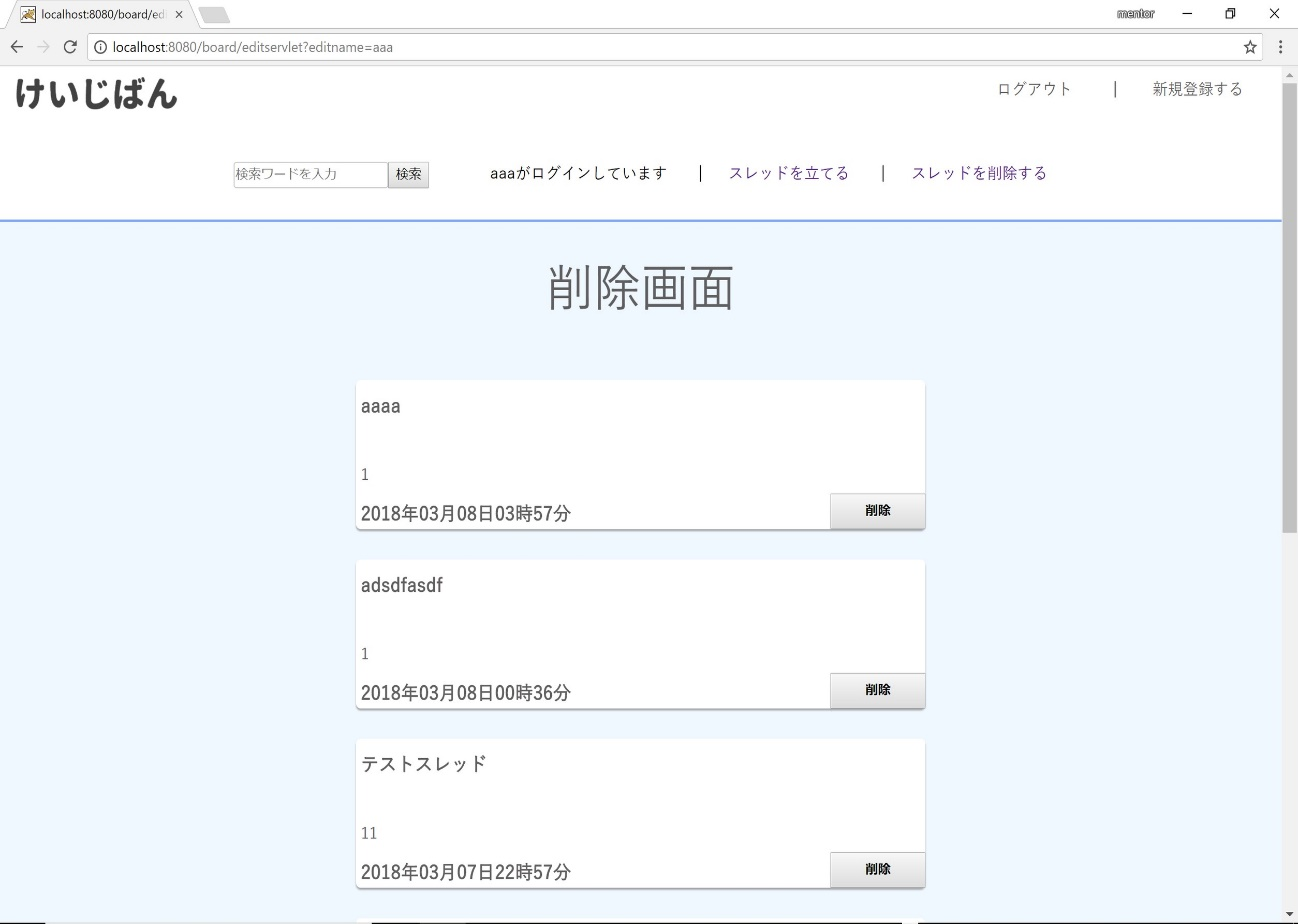 localhost:8080/board/edi
mentor
localhost:8080/board/editservlet?editname=aaa
けいじばん
ログアウト | 新規登録する
検索ワードを入力 検索 aaaがログインしています | スレッドを立てる | スレッドを削除する
削除画面
aaaa
1
2018年03月08日03時57分 削除
adsdfasdf
1
2018年03月08日00時36分 削除
テストスレッド
11
2018年03月07日22時57分 削除